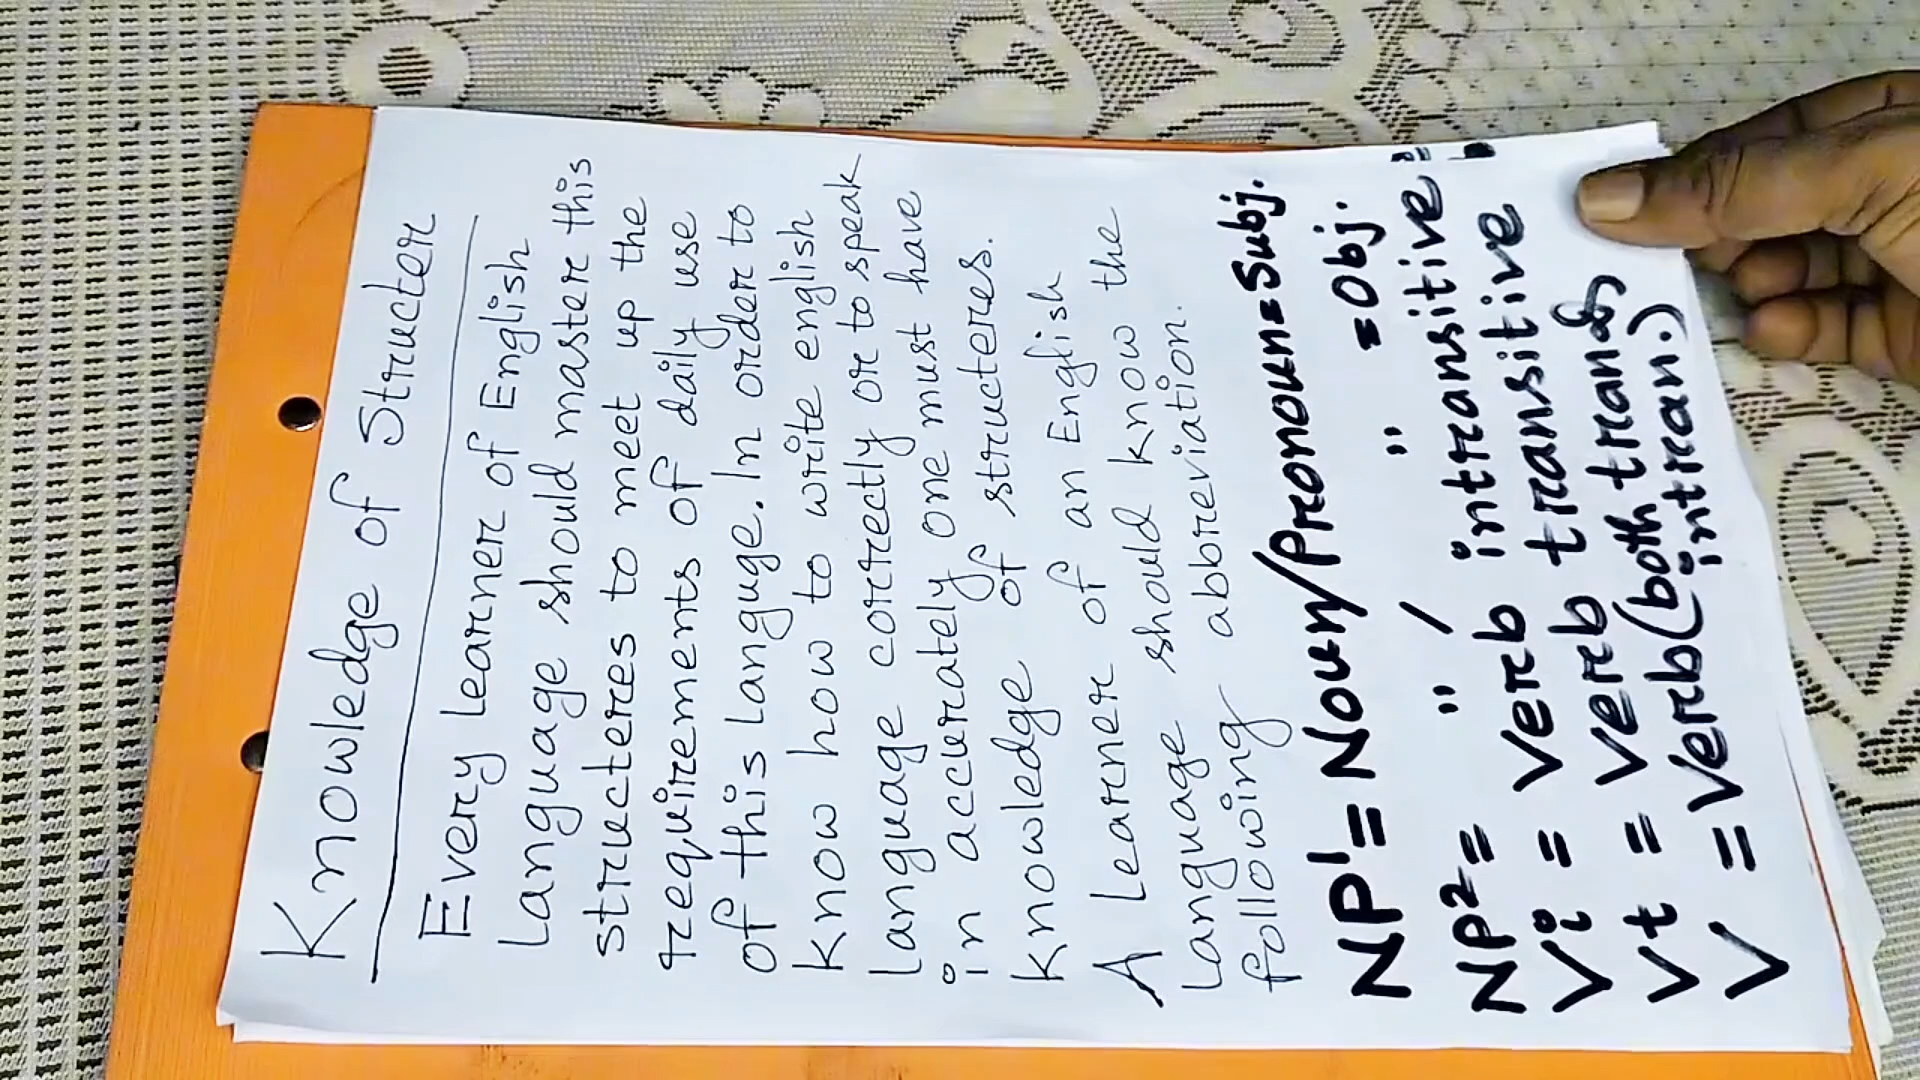 Knowledge of Structer
Every Learner of English
Language should master this
structeres to meet up the
requirements of daily use
of this Language. In order to
know how to write english
Language correctly or to speak
in accurately one must have
knowledge of structeres.
A Learner of an English
Language should know the
following abbreviation.
NP¹= Noun/Pronoun=Subj.
NP²= " / " =Obj.
Vi = Verb intransitive
Vt = Verb transitive
V =Verb(both trans &
intran.)